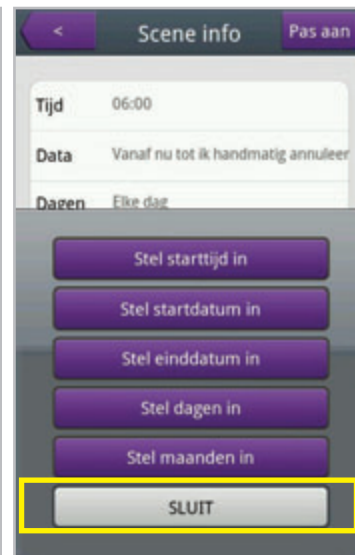 < Scene info Pas aan
Tijd 06:00
Data Vanaf nu tot ik handmatig annuleer
Dagen Elke dag
Stel starttijd in
Stel startdatum in
Stel einddatum in
Stel dagen in
Stel maanden in
SLUIT